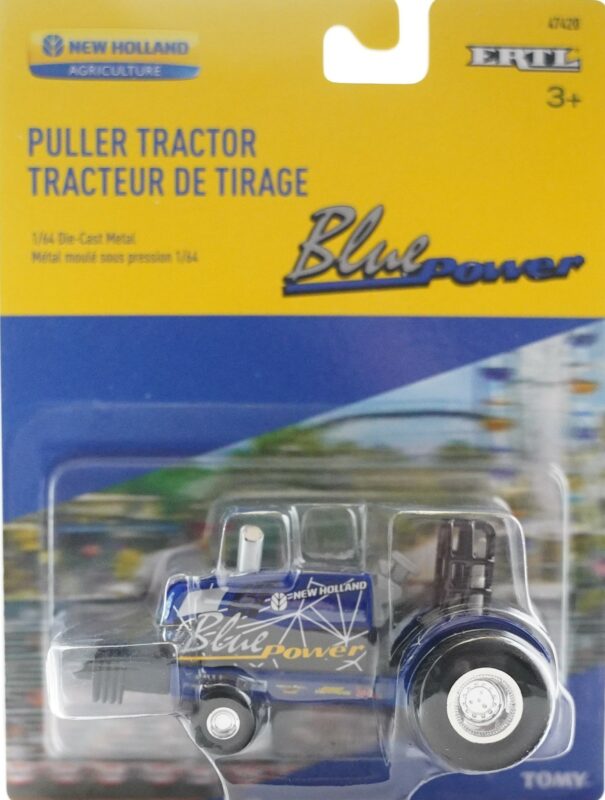 NEW HOLLAND
AGRICULTURE
47420
ERTL
3+
PULLER TRACTOR
TRACTEUR DE TIRAGE
1/64 Die-Cast Metal
Métal moulé sous pression 1/64
Blue Power
NEW HOLLAND
Blue Power
TOMY